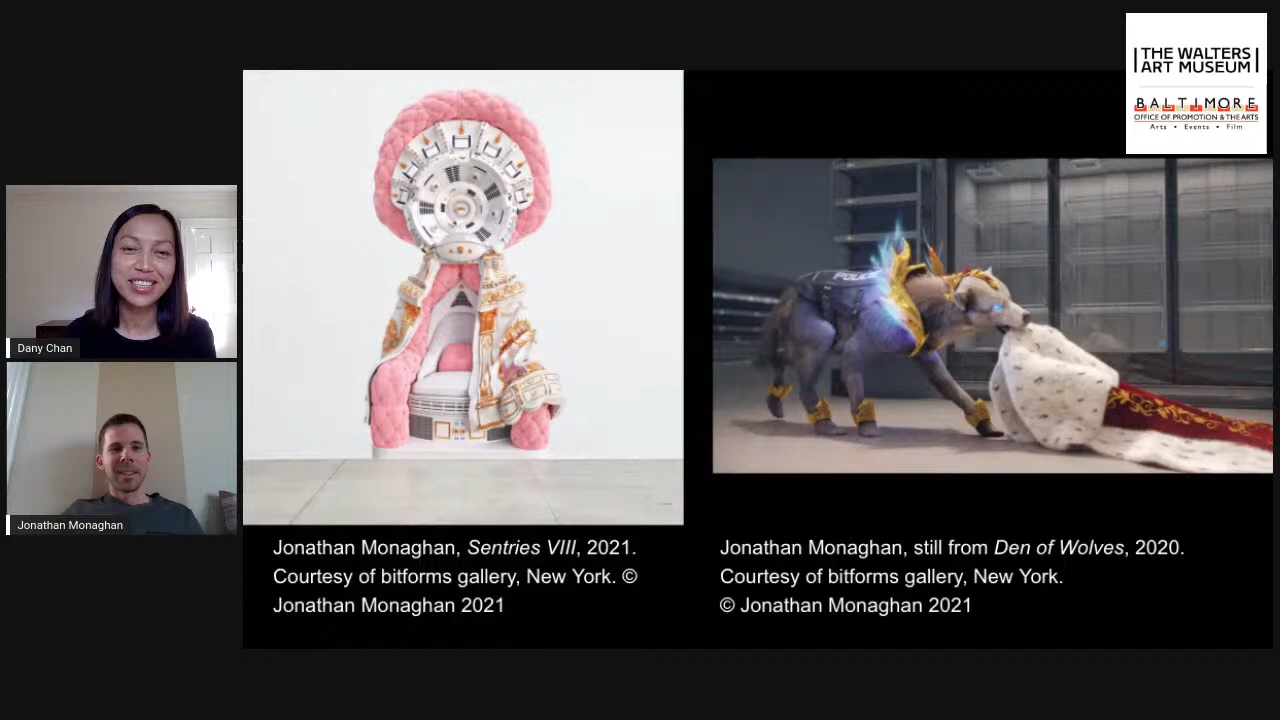 THE WALTERS
ART MUSEUM
BALTIMORE
OFFICE OF PROMOTION & THE ARTS
Arts • Events • Film
POLICE
Dany Chan
Jonathan Monaghan
Jonathan Monaghan, Sentries VIII, 2021.
Courtesy of bitforms gallery, New York. ©
Jonathan Monaghan 2021
Jonathan Monaghan, still from Den of Wolves, 2020.
Courtesy of bitforms gallery, New York.
© Jonathan Monaghan 2021